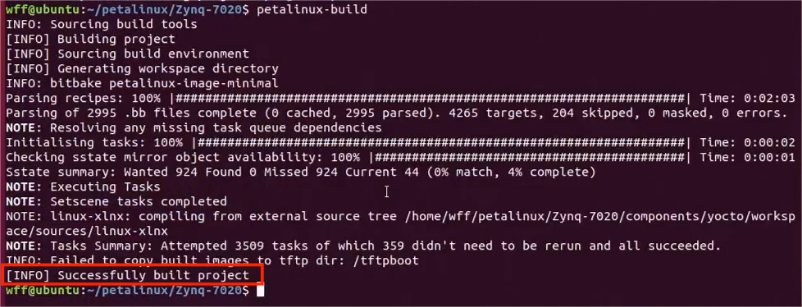 wff@ubuntu:~/petalinux/Zynq-7020$ petalinux-build
INFO: Sourcing build tools
[INFO] Building project
[INFO] Sourcing build environment
[INFO] Generating workspace directory
INFO: bitbake petalinux-image-minimal
Parsing recipes: 100% |######################################################################| Time: 0:02:03
Parsing of 2995 .bb files complete (0 cached, 2995 parsed). 4265 targets, 204 skipped, 0 masked, 0 errors.
NOTE: Resolving any missing task queue dependencies
Initialising tasks: 100% |###################################################################| Time: 0:00:02
Checking sstate mirror object availability: 100% |###########################################| Time: 0:00:01
Sstate summary: Wanted 924 Found 0 Missed 924 Current 44 (0% match, 4% complete)
NOTE: Executing Tasks
NOTE: Setscene tasks completed
NOTE: linux-xlnx: compiling from external source tree /home/wff/petalinux/Zynq-7020/components/yocto/worksp
ace/sources/linux-xlnx
NOTE: Tasks Summary: Attempted 3509 tasks of which 359 didn't need to be rerun and all succeeded.
INFO: Failed to copy built images to tftp dir: /tftpboot
[INFO] Successfully built project
wff@ubuntu:~/petalinux/Zynq-7020$